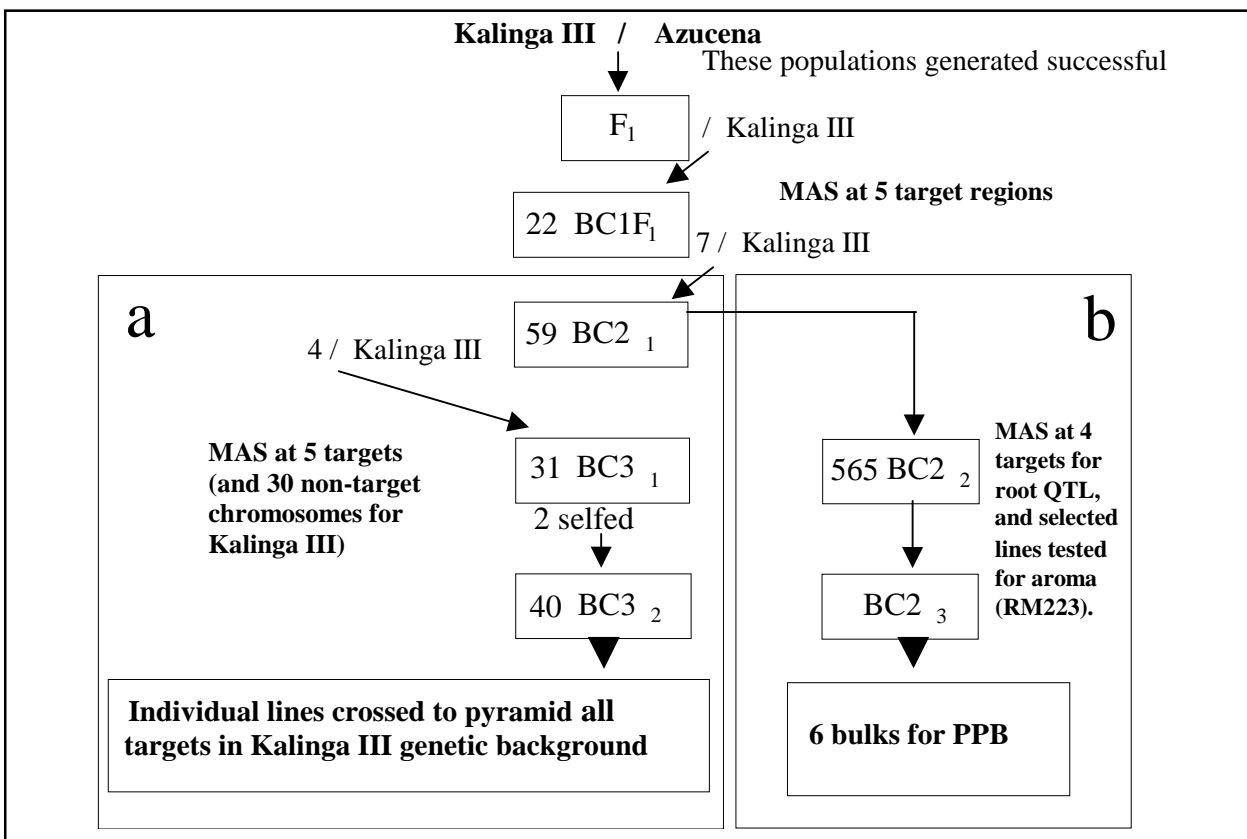 Kalinga III / Azucena
These populations generated successful
F1
/ Kalinga III
MAS at 5 target regions
22 BC1F1
7 / Kalinga III
a
b
59 BC2 1
4 / Kalinga III
MAS at 5 targets
(and 30 non-target
chromosomes for
Kalinga III)
31 BC3 1
2 selfed
40 BC3 2
565 BC2 2
MAS at 4
targets for
root QTL,
and selected
lines tested
for aroma
(RM223).
BC2 3
Individual lines crossed to pyramid all
targets in Kalinga III genetic background
6 bulks for PPB